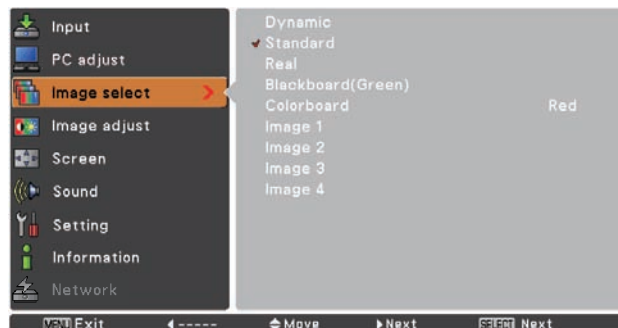 Input
PC adjust
Image select
Image adjust
Screen
Sound
Setting
Information
Network
Dynamic
Standard
Real
Blackboard(Green)
Colorboard Red
Image 1
Image 2
Image 3
Image 4
MENU Exit ◀ ----- Move ▶ Next SELECT Next